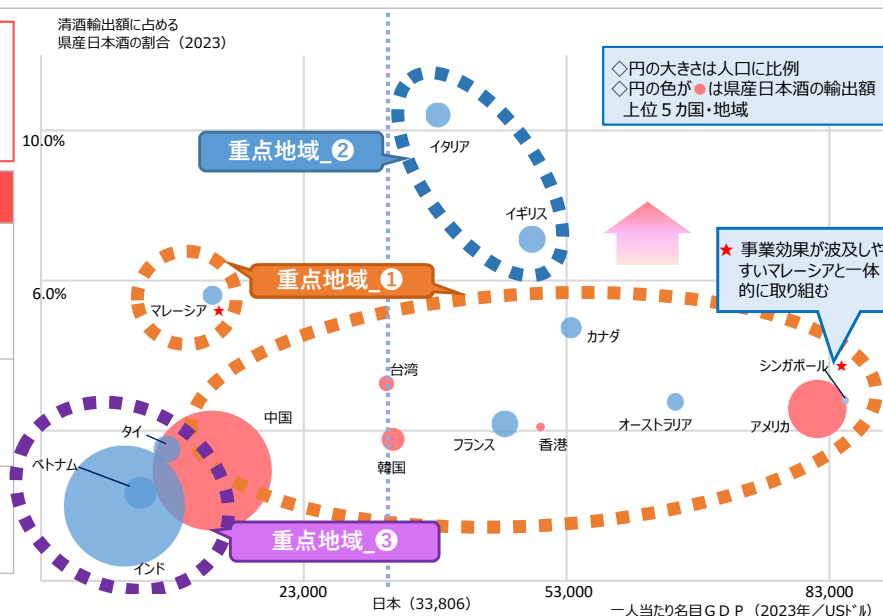 清酒輸出額に占める
県産日本酒の割合（2023）
◇円の大きさは人口に比例
◇円の色が●は県産日本酒の輸出額
上位５カ国・地域
10.0%
重点地域_❷
イタリア
イギリス
★ 事業効果が波及しや
すいマレーシアと一体
的に取り組む
重点地域_❶
6.0%
マレーシア★
カナダ
台湾
シンガポール ★
中国
オーストラリア
アメリカ
タイ
フランス
香港
韓国
ベトナム
重点地域_❸
インド
23,000
53,000
83,000
日本（33,806）
一人当たり名目ＧＤＰ（2023年／USﾄﾞﾙ）